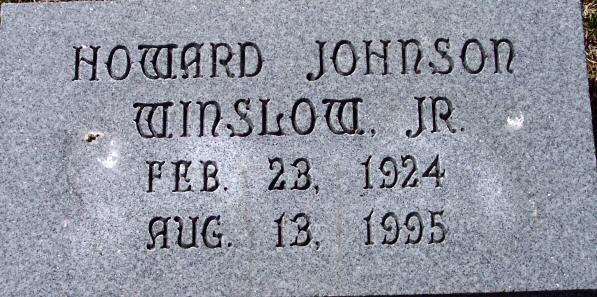 HOWARD JOHNSON
WINSLOW, JR.
FEB. 23, 1924
AUG. 13, 1995